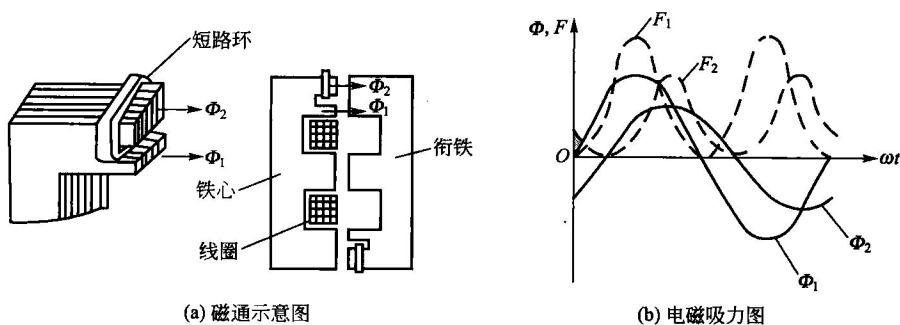 短路环
Φ₂
Φ₁
铁心
线圈
Φ₂
Φ₁
衔铁
(a) 磁通示意图
Φ, F
F₁
F₂
O
ωt
Φ₂
Φ₁
(b) 电磁吸力图